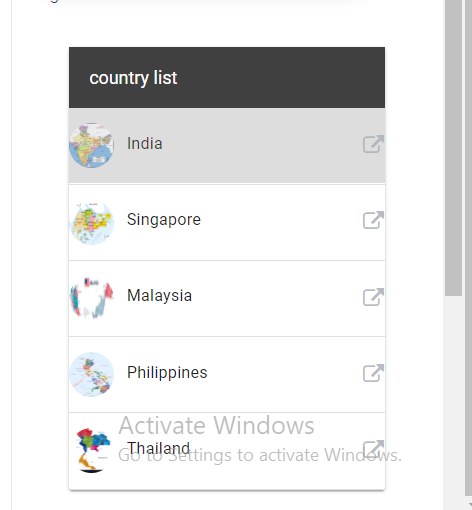 country list
India
Singapore
Malaysia
Philippines
Activate Windows
Thailand
Go to Settings to activate Windows.